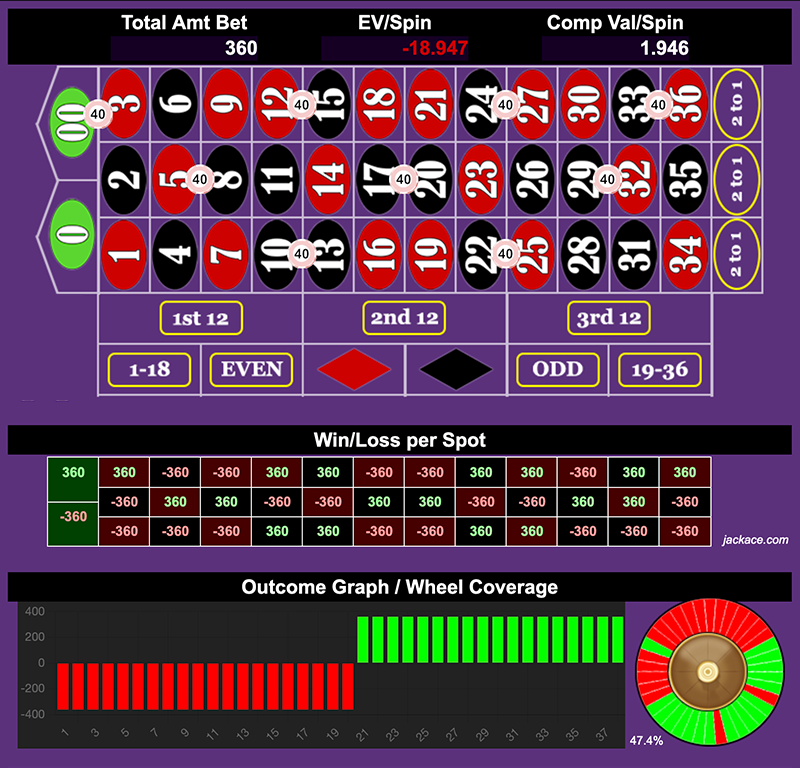 Total Amt Bet EV/Spin Comp Val/Spin
360 -18.947 1.946
00 3 6 9 12 15 18 21 24 27 30 33 36 2 to 1
40 40 40 40
2 5 8 11 14 17 20 23 26 29 32 35 2 to 1
40 40 40
0 1 4 7 10 13 16 19 22 25 28 31 34 2 to 1
40 40
1st 12 2nd 12 3rd 12
1-18 EVEN ODD 19-36
Win/Loss per Spot
360 360 -360 -360 360 360 -360 -360 360 360 -360 360 360
-360 360 360 -360 -360 360 360 -360 -360 360 360 -360
-360 -360 -360 -360 360 360 -360 -360 360 360 -360 -360 -360
jackace.com
Outcome Graph / Wheel Coverage
400
200
0
-200
-400
1 3 5 7 9 11 13 15 17 19 21 23 25 27 29 31 33 35 37
47.4%